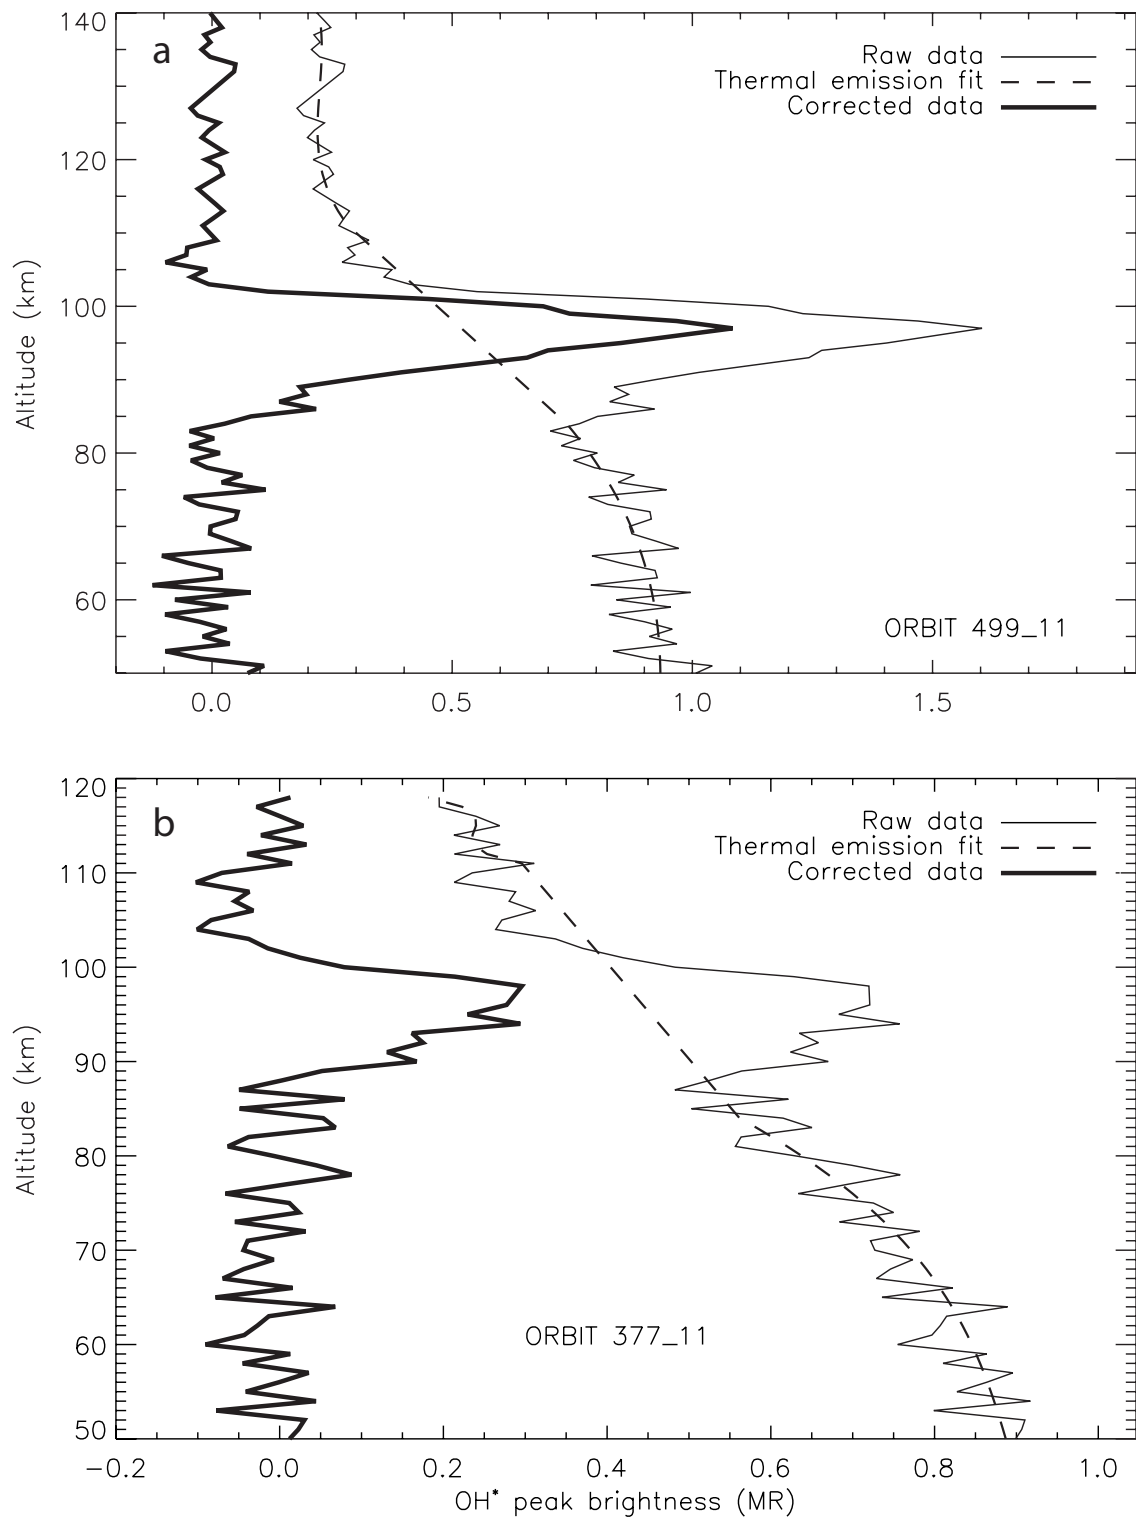 140
a
Raw data
Thermal emission fit
Corrected data
120
100
Altitude (km)
80
60
ORBIT 499_11
0.0 0.5 1.0 1.5
120
b
Raw data
Thermal emission fit
Corrected data
110
100
Altitude (km)
90
80
70
60
ORBIT 377_11
50
-0.2 0.0 0.2 0.4 0.6 0.8 1.0
OH* peak brightness (MR)